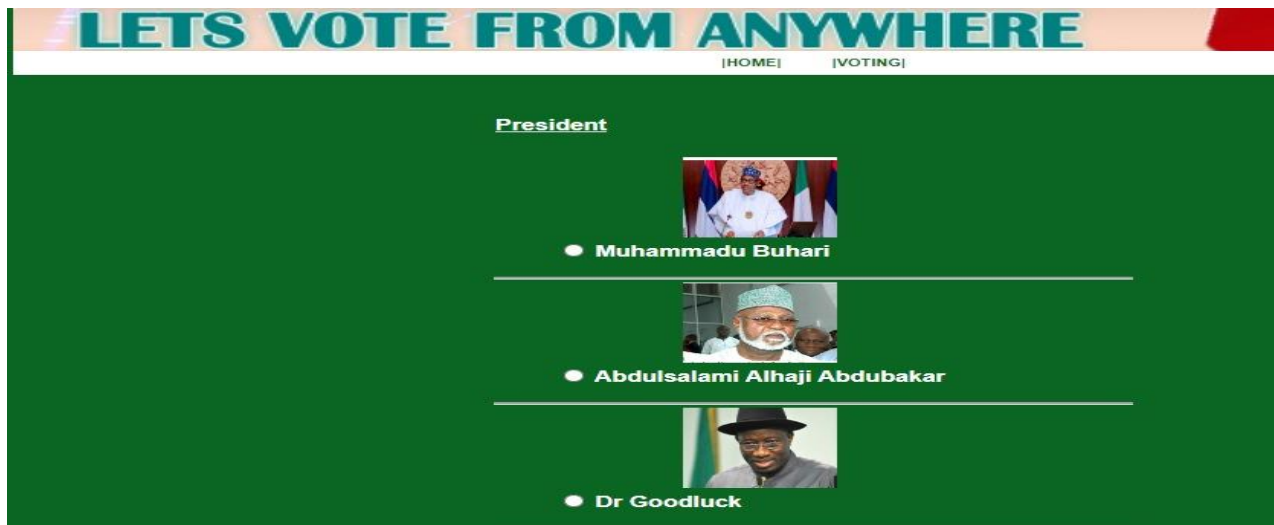 LETS VOTE FROM ANYWHERE
|HOME| |VOTING|
President
Muhammadu Buhari
Abdulsalami Alhaji Abdubakar
Dr Goodluck